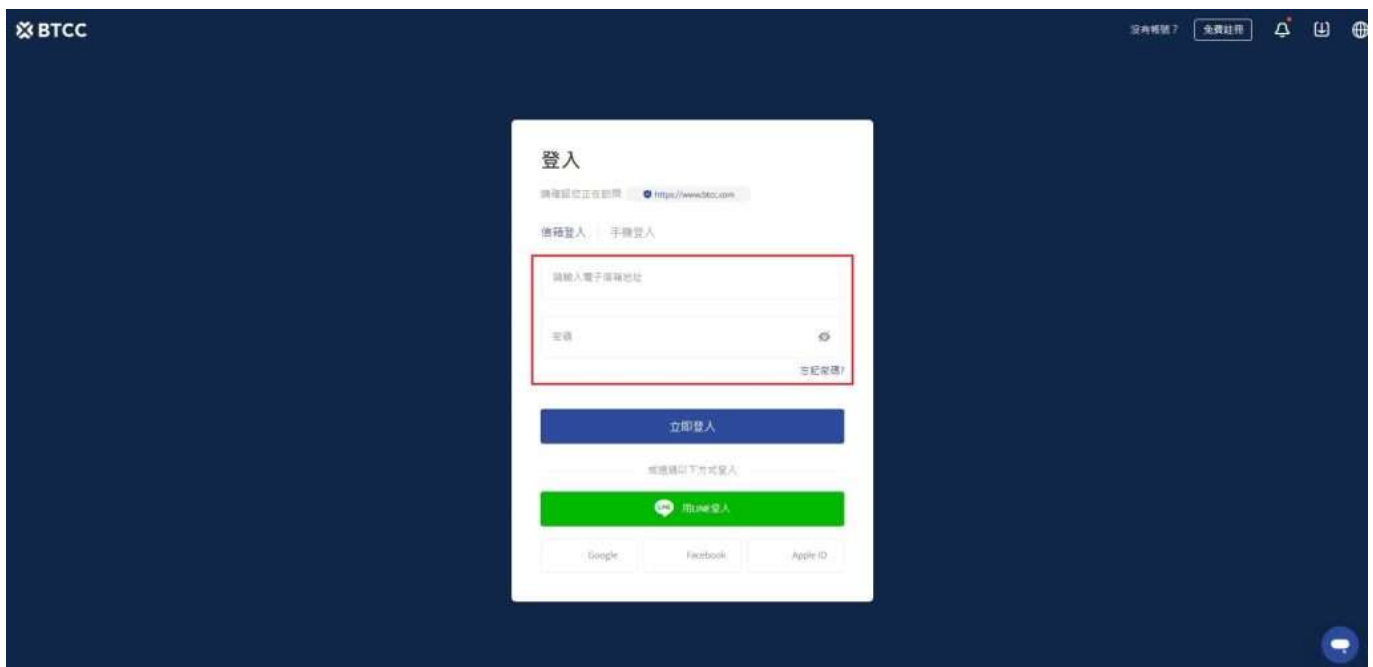 BTCC
沒有帳號？ 免費註冊
登入
請確認您正在訪問 https://www.btcc.com
信箱登入 手機登入
請輸入電子信箱地址
密碼
忘記密碼?
立即登入
或透過以下方式登入
LINE 用LINE登入
Google Facebook Apple ID